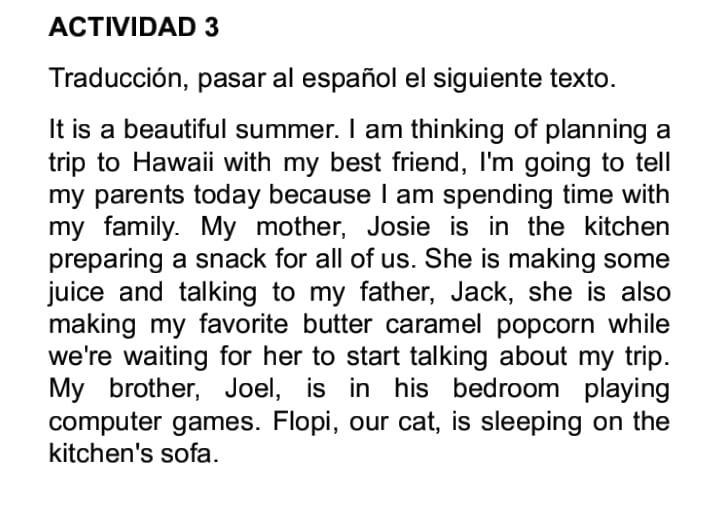 ACTIVIDAD 3
Traducción, pasar al español el siguiente texto.
It is a beautiful summer. I am thinking of planning a
trip to Hawaii with my best friend, I'm going to tell
my parents today because I am spending time with
my family. My mother, Josie is in the kitchen
preparing a snack for all of us. She is making some
juice and talking to my father, Jack, she is also
making my favorite butter caramel popcorn while
we're waiting for her to start talking about my trip.
My brother, Joel, is in his bedroom playing
computer games. Flopi, our cat, is sleeping on the
kitchen's sofa.